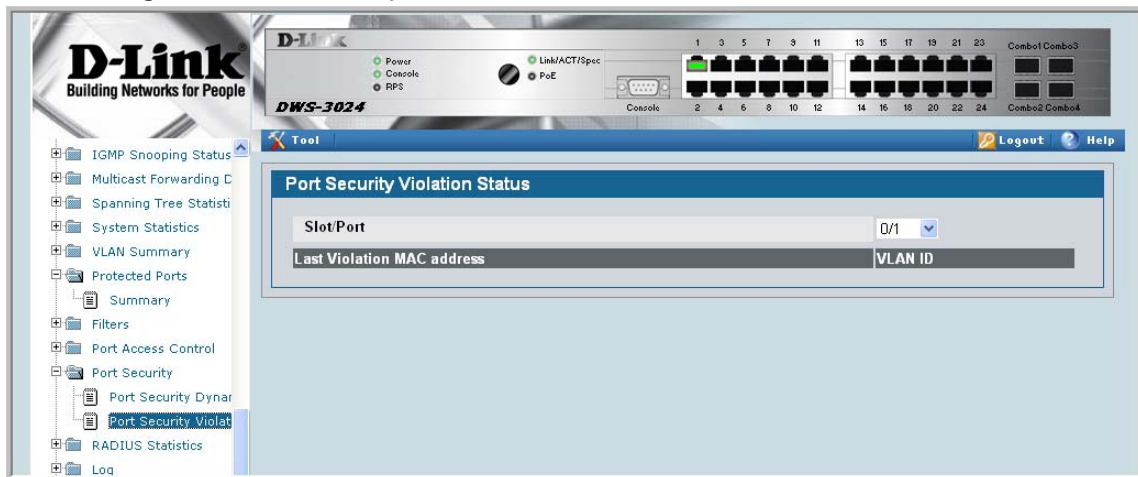 D-Link
Building Networks for People
D-Link
Power
Console
RPS
Link/ACT/Spec
PoE
DWS-3024
Console
1 3 5 7 9 11 13 15 17 19 21 23 Combo1 Combo3
2 4 6 8 10 12 14 16 18 20 22 24 Combo2 Combo4
Tool
Logout
Help
IGMP Snooping Status
Multicast Forwarding D
Spanning Tree Statisti
System Statistics
VLAN Summary
Protected Ports
Summary
Filters
Port Access Control
Port Security
Port Security Dynar
Port Security Violat
RADIUS Statistics
Log
Port Security Violation Status
Slot/Port 0/1
Last Violation MAC address VLAN ID